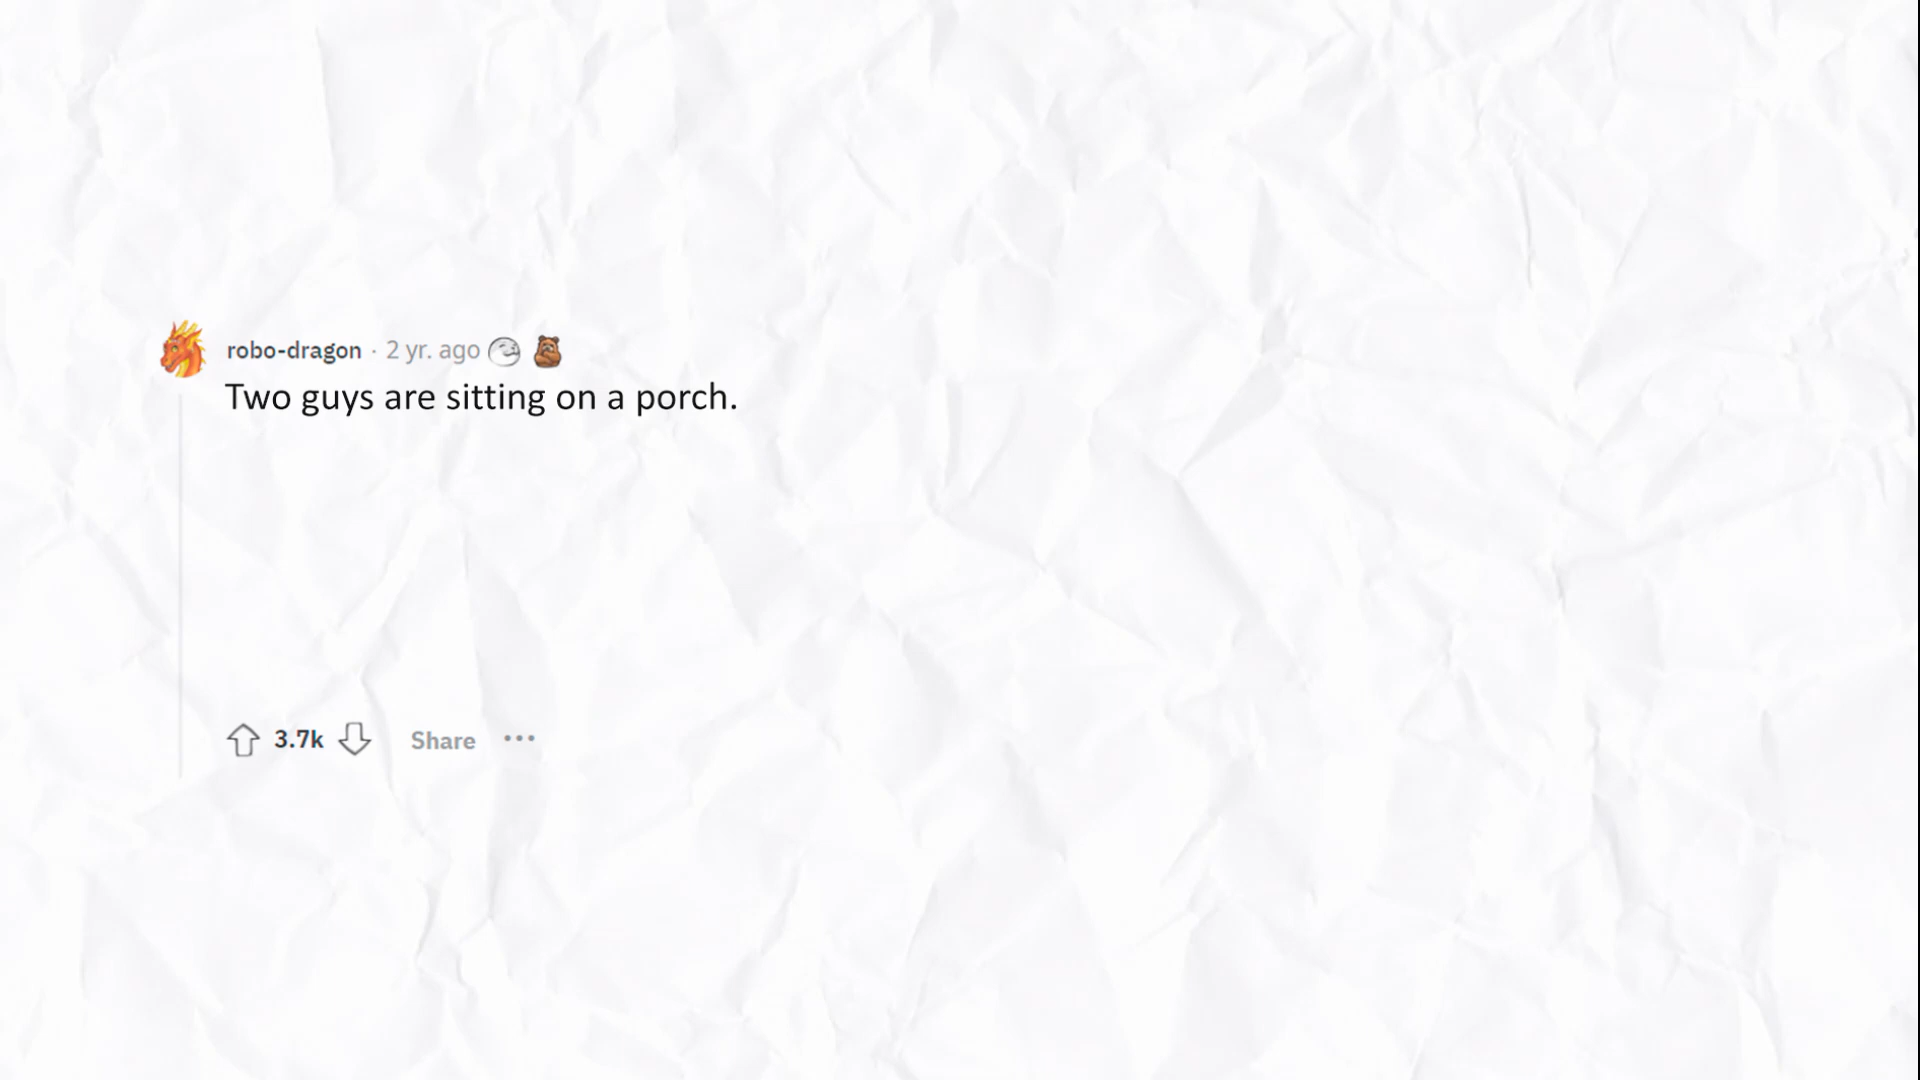 robo-dragon · 2 yr. ago
Two guys are sitting on a porch.
3.7k Share ···